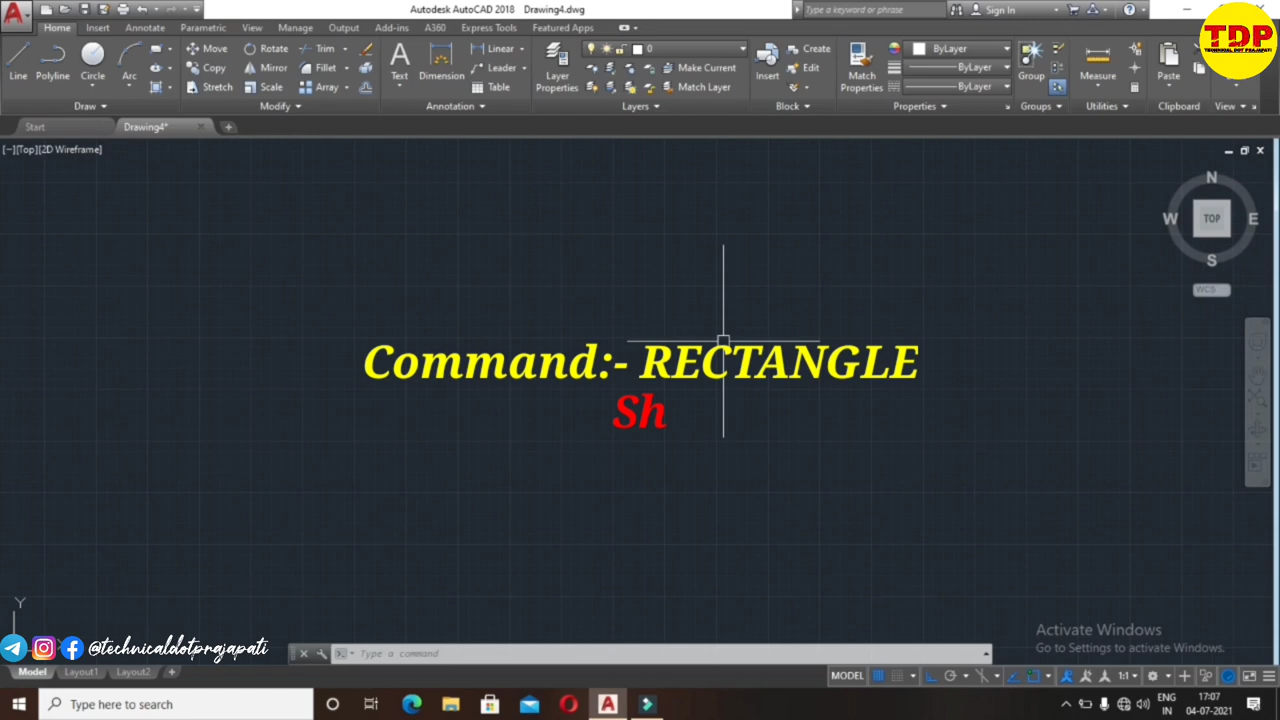 Autodesk AutoCAD 2018 Drawing4.dwg
Type a keyword or phrase
Sign In
TDP
TECHNICAL DOT PRAJAPATI
Home Insert Annotate Parametric View Manage Output Add-ins A360 Express Tools Featured Apps
Line Polyline Circle Arc
Move Rotate Trim
Copy Mirror Fillet
Stretch Scale Array
Text Dimension
Linear
Leader
Table
Layer Properties
0
Make Current
Match Layer
Insert
Create
Edit
Match Properties
ByLayer
ByLayer
ByLayer
Group
Measure
Paste
Draw Modify Annotation Layers Block Properties Groups Utilities Clipboard View
Start Drawing4*
[−][Top][2D Wireframe]
N
W TOP E
S
WCS
Command:- RECTANGLE
Sh
Y
@technicaldotprajapati
Type a command
Activate Windows
Go to Settings to activate Windows.
Model Layout1 Layout2
MODEL 1:1
Type here to search
ENG
IN
17:07
04-07-2021